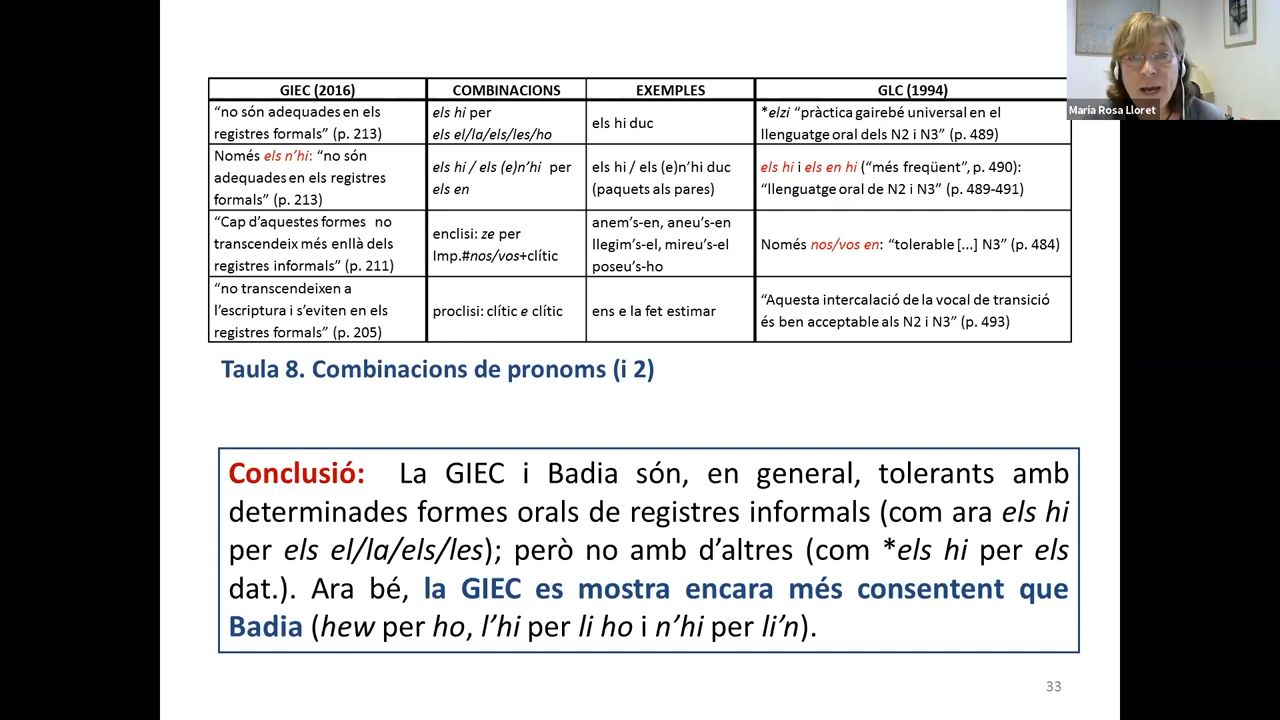 Maria Rosa Lloret
GIEC (2016) COMBINACIONS EXEMPLES GLC (1994)
“no són adequades en els
registres formals” (p. 213)
els hi per
els el/la/els/les/ho
els hi duc
*elzi “pràctica gairebé universal en el
llenguatge oral dels N2 i N3” (p. 489)
Només els n’hi: “no són
adequades en els registres
formals” (p. 213)
els hi / els (e)n’hi per
els en
els hi / els (e)n’hi duc
(paquets als pares)
els hi i els en hi (“més freqüent”, p. 490):
“llenguatge oral de N2 i N3” (p. 489-491)
“Cap d’aquestes formes no
transcendeix més enllà dels
registres informals” (p. 211)
enclisi: ze per
Imp.#nos/vos+clític
anem’s-en, aneu’s-en
llegim’s-el, mireu’s-el
poseu’s-ho
Només nos/vos en: “tolerable [...] N3” (p. 484)
“no transcendeixen a
l’escriptura i s’eviten en els
registres formals” (p. 205)
proclisi: clític e clític
ens e la fet estimar
“Aquesta intercalació de la vocal de transició
és ben acceptable als N2 i N3” (p. 493)
Taula 8. Combinacions de pronoms (i 2)
Conclusió: La GIEC i Badia són, en general, tolerants amb
determinades formes orals de registres informals (com ara els hi
per els el/la/els/les); però no amb d’altres (com *els hi per els
dat.). Ara bé, la GIEC es mostra encara més consentent que
Badia (hew per ho, l’hi per li ho i n’hi per li’n).
33